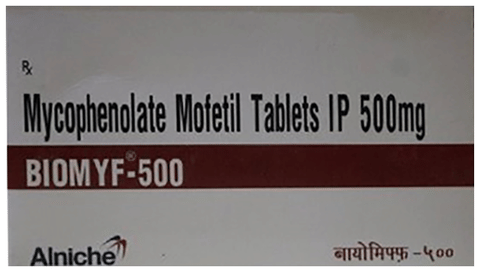 Rx
Mycophenolate Mofetil Tablets IP 500mg
BIOMYF®-500
Alniche
बायोमिफ्फ़ -५००